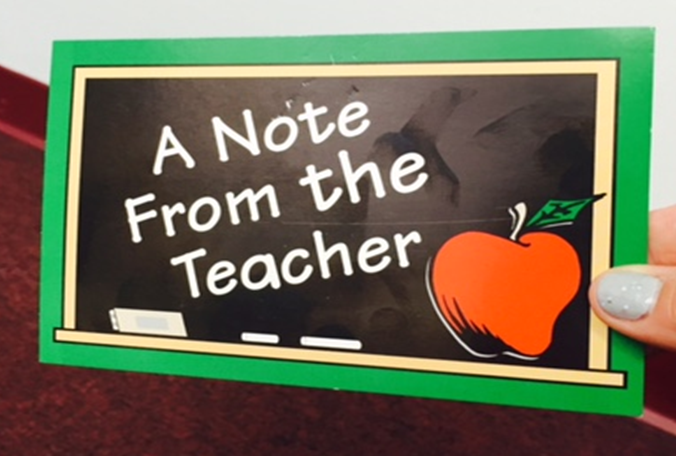 A Note
From the
Teacher